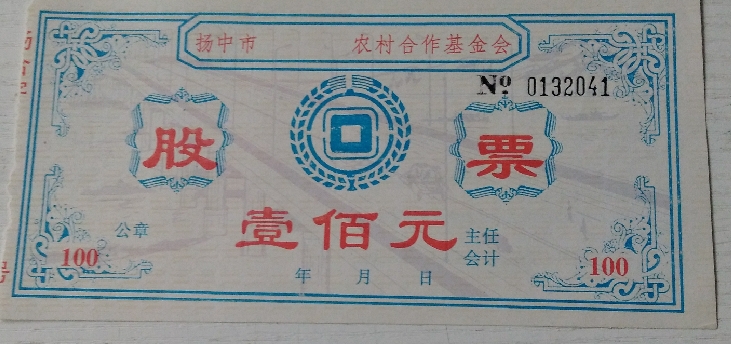 扬中市 农村合作基金会
№ 0132041
股 票
壹佰元
公章
主任
会计
100
100
年 月 日
号